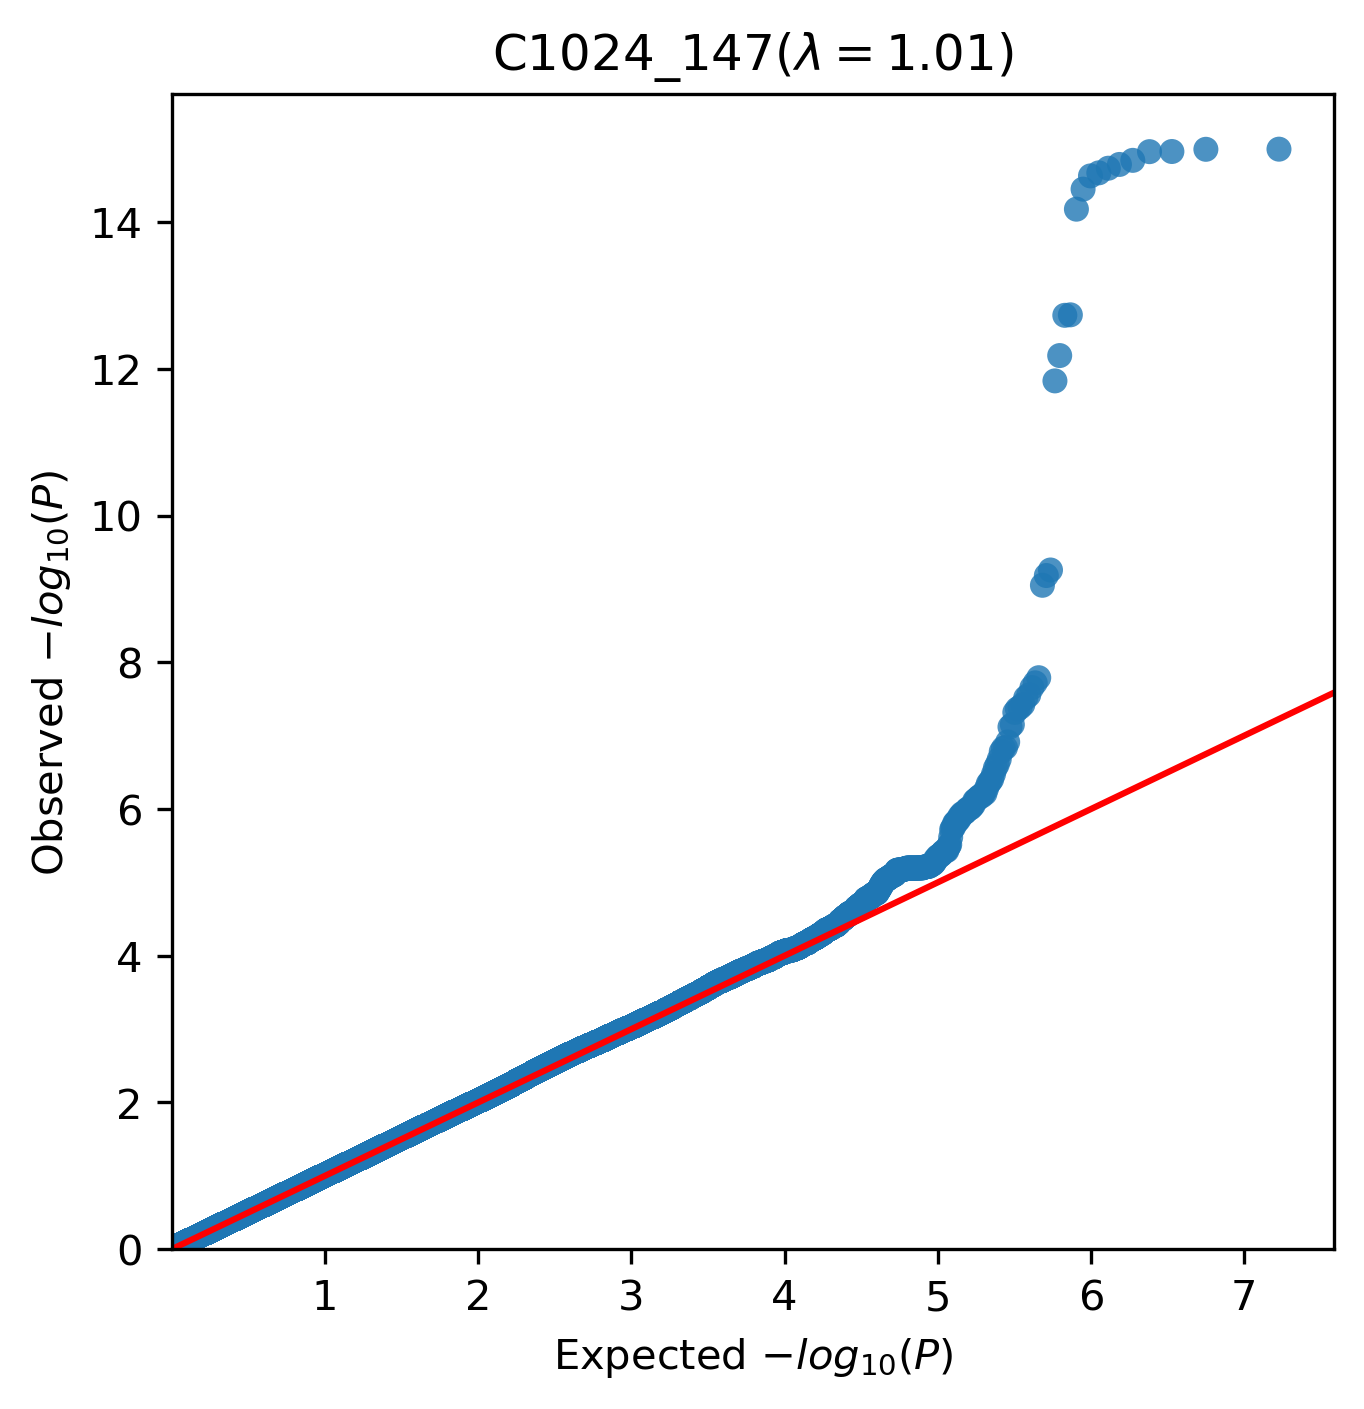 C1024_147(λ = 1.01)
14
12
10
8
6
4
2
0
Observed −log₁₀(P)
1 2 3 4 5 6 7
Expected −log₁₀(P)